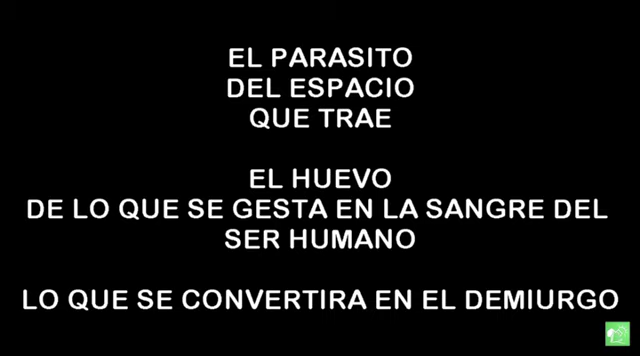 EL PARASITO
DEL ESPACIO
QUE TRAE
EL HUEVO
DE LO QUE SE GESTA EN LA SANGRE DEL
SER HUMANO
LO QUE SE CONVERTIRA EN EL DEMIURGO